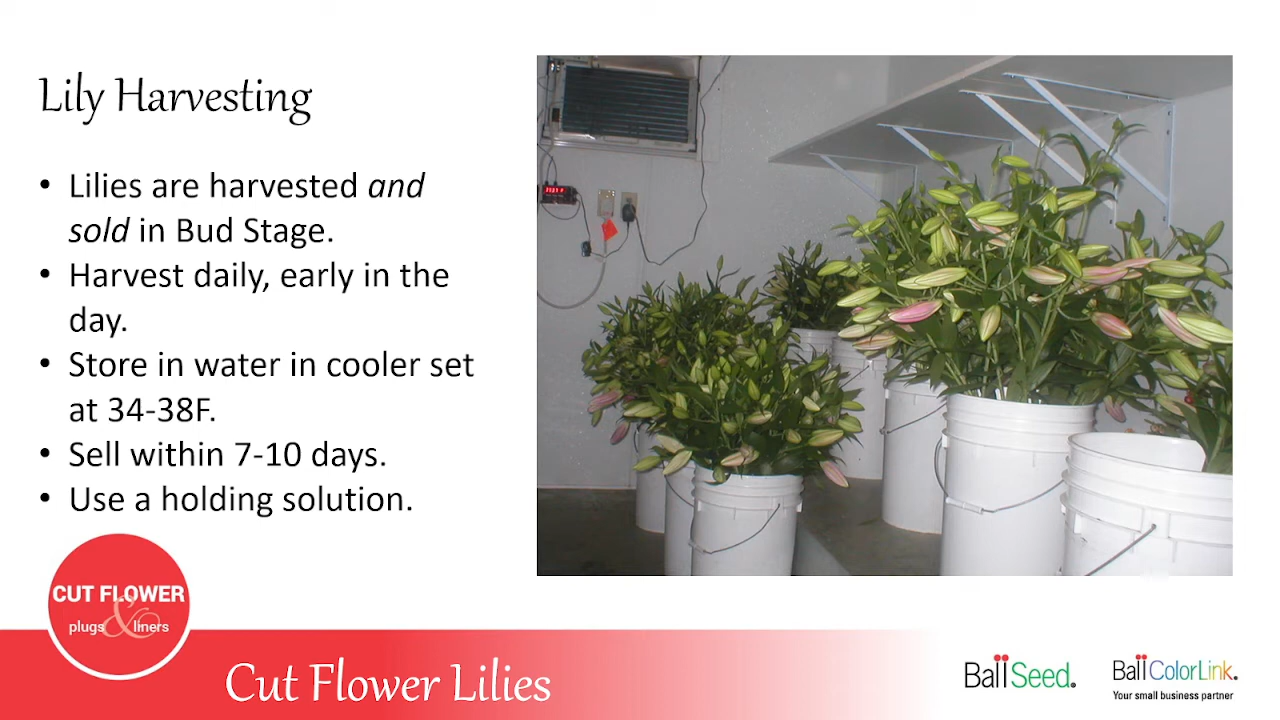 Lily Harvesting
• Lilies are harvested and
sold in Bud Stage.
• Harvest daily, early in the
day.
• Store in water in cooler set
at 34-38F.
• Sell within 7-10 days.
• Use a holding solution.
CUT FLOWER
plugs & liners
Cut Flower Lilies
Ball Seed.
Ball ColorLink.
Your small business partner